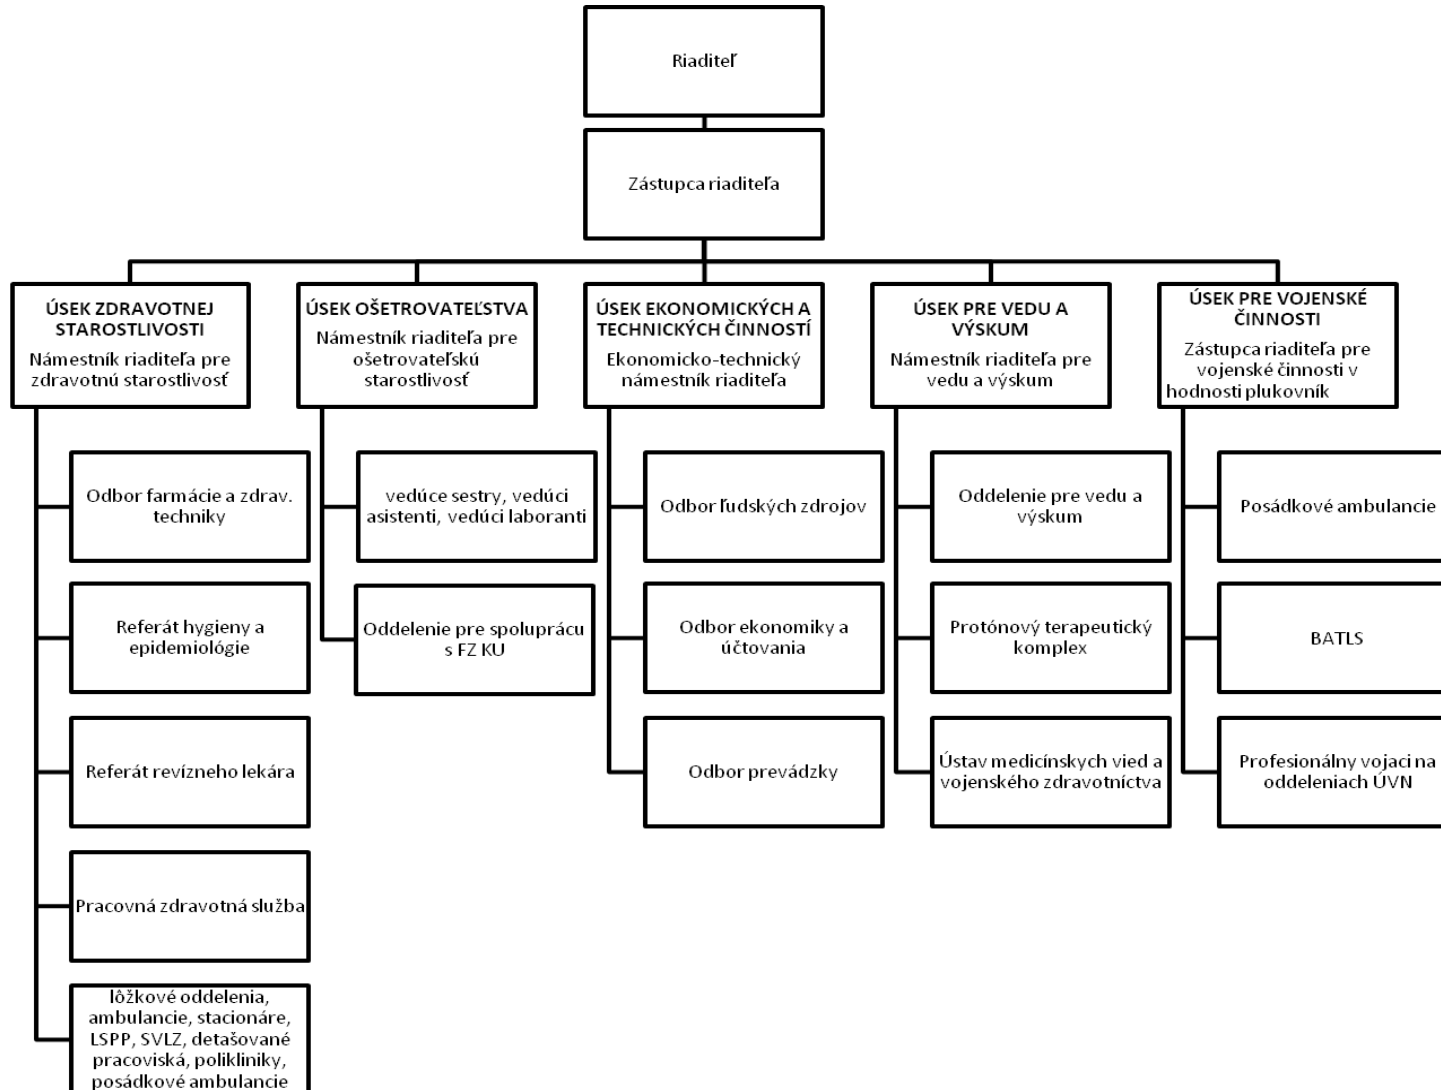 Riaditeľ
Zástupca riaditeľa
ÚSEK ZDRAVOTNEJ
STAROSTLIVOSTI
Námestník riaditeľa pre
zdravotnú starostlivosť
ÚSEK OŠETROVATEĽSTVA
Námestník riaditeľa pre
ošetrovateľskú
starostlivosť
ÚSEK EKONOMICKÝCH A
TECHNICKÝCH ČINNOSTÍ
Ekonomicko-technický
námestník riaditeľa
ÚSEK PRE VEDU A
VÝSKUM
Námestník riaditeľa pre
vedu a výskum
ÚSEK PRE VOJENSKÉ
ČINNOSTI
Zástupca riaditeľa pre
vojenské činnosti v
hodnosti plukovník
Odbor farmácie a zdrav.
techniky
Referát hygieny a
epidemiológie
Referát revízneho lekára
Pracovná zdravotná služba
lôžkové oddelenia,
ambulancie, stacionáre,
LSPP, SVLZ, detašované
pracoviská, polikliniky,
posádkové ambulancie
vedúce sestry, vedúci
asistenti, vedúci laboranti
Oddelenie pre spoluprácu
s FZ KU
Odbor ľudských zdrojov
Odbor ekonomiky a
účtovania
Odbor prevádzky
Oddelenie pre vedu a
výskum
Protónový terapeutický
komplex
Ústav medicínskych vied a
vojenského zdravotníctva
Posádkové ambulancie
BATLS
Profesionálny vojaci na
oddeleniach ÚVN